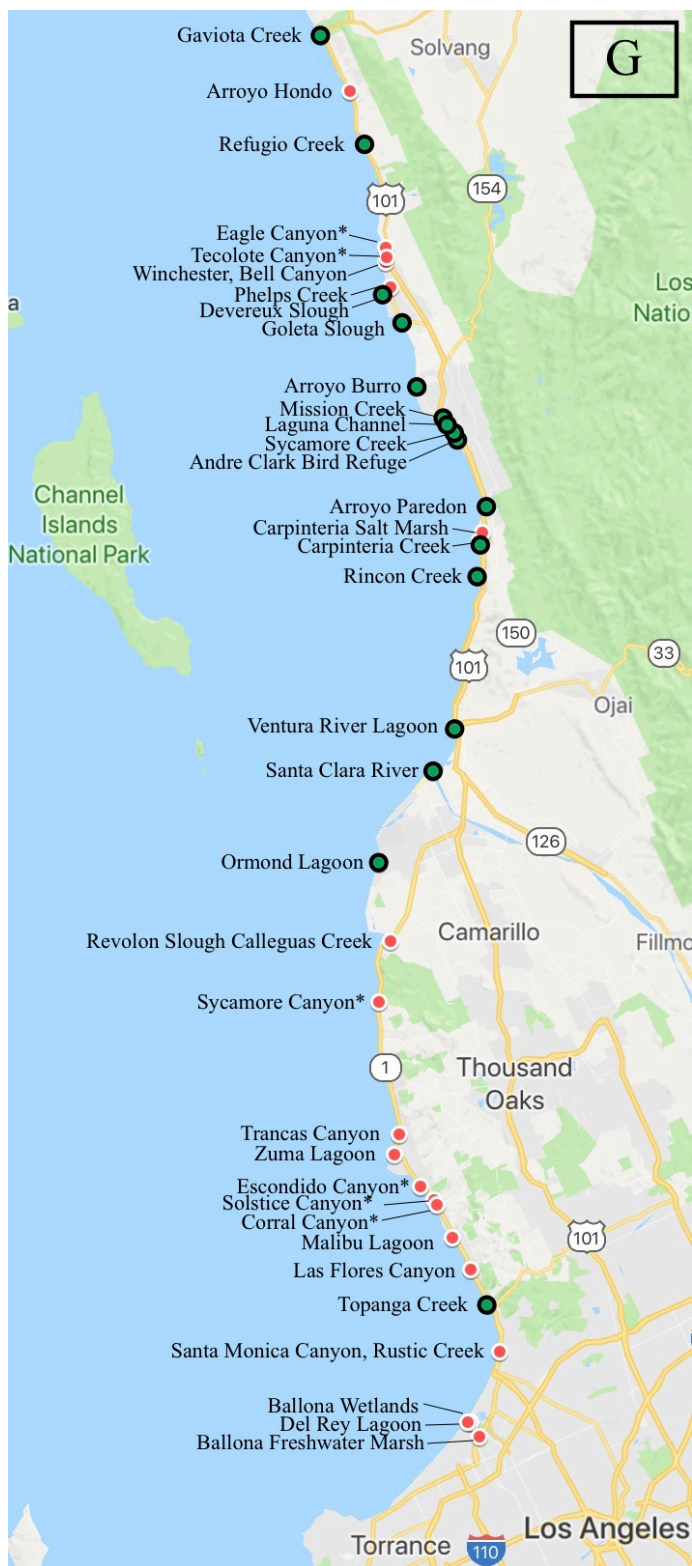 Gaviota Creek
Solvang
G
Arroyo Hondo
Refugio Creek
154
101
Eagle Canyon*
Tecolote Canyon*
Winchester, Bell Canyon
Phelps Creek
Devereux Slough
Goleta Slough
Los
Natio
a
Arroyo Burro
Mission Creek
Laguna Channel
Sycamore Creek
Andre Clark Bird Refuge
Channel
Islands
National Park
Arroyo Paredon
Carpinteria Salt Marsh
Carpinteria Creek
Rincon Creek
150
33
101
Ojai
Ventura River Lagoon
Santa Clara River
126
Ormond Lagoon
Revolon Slough Calleguas Creek
Camarillo
Fillmo
Sycamore Canyon*
1
Thousand
Oaks
Trancas Canyon
Zuma Lagoon
Escondido Canyon*
Solstice Canyon*
Corral Canyon*
Malibu Lagoon
101
Las Flores Canyon
Topanga Creek
Santa Monica Canyon, Rustic Creek
Ballona Wetlands
Del Rey Lagoon
Ballona Freshwater Marsh
Los Angeles
Torrance
110